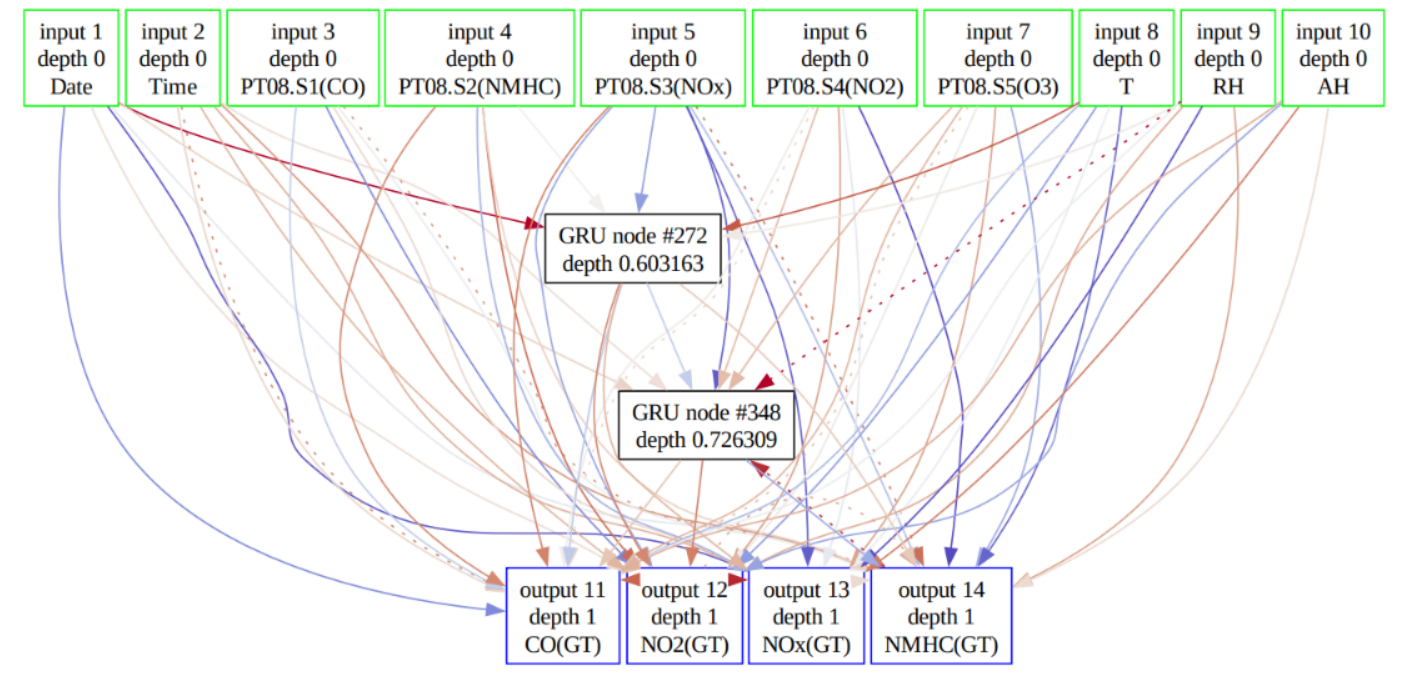 input 1
depth 0
Date
input 2
depth 0
Time
input 3
depth 0
PT08.S1(CO)
input 4
depth 0
PT08.S2(NMHC)
input 5
depth 0
PT08.S3(NOx)
input 6
depth 0
PT08.S4(NO2)
input 7
depth 0
PT08.S5(O3)
input 8
depth 0
T
input 9
depth 0
RH
input 10
depth 0
AH
GRU node #272
depth 0.603163
GRU node #348
depth 0.726309
output 11
depth 1
CO(GT)
output 12
depth 1
NO2(GT)
output 13
depth 1
NOx(GT)
output 14
depth 1
NMHC(GT)